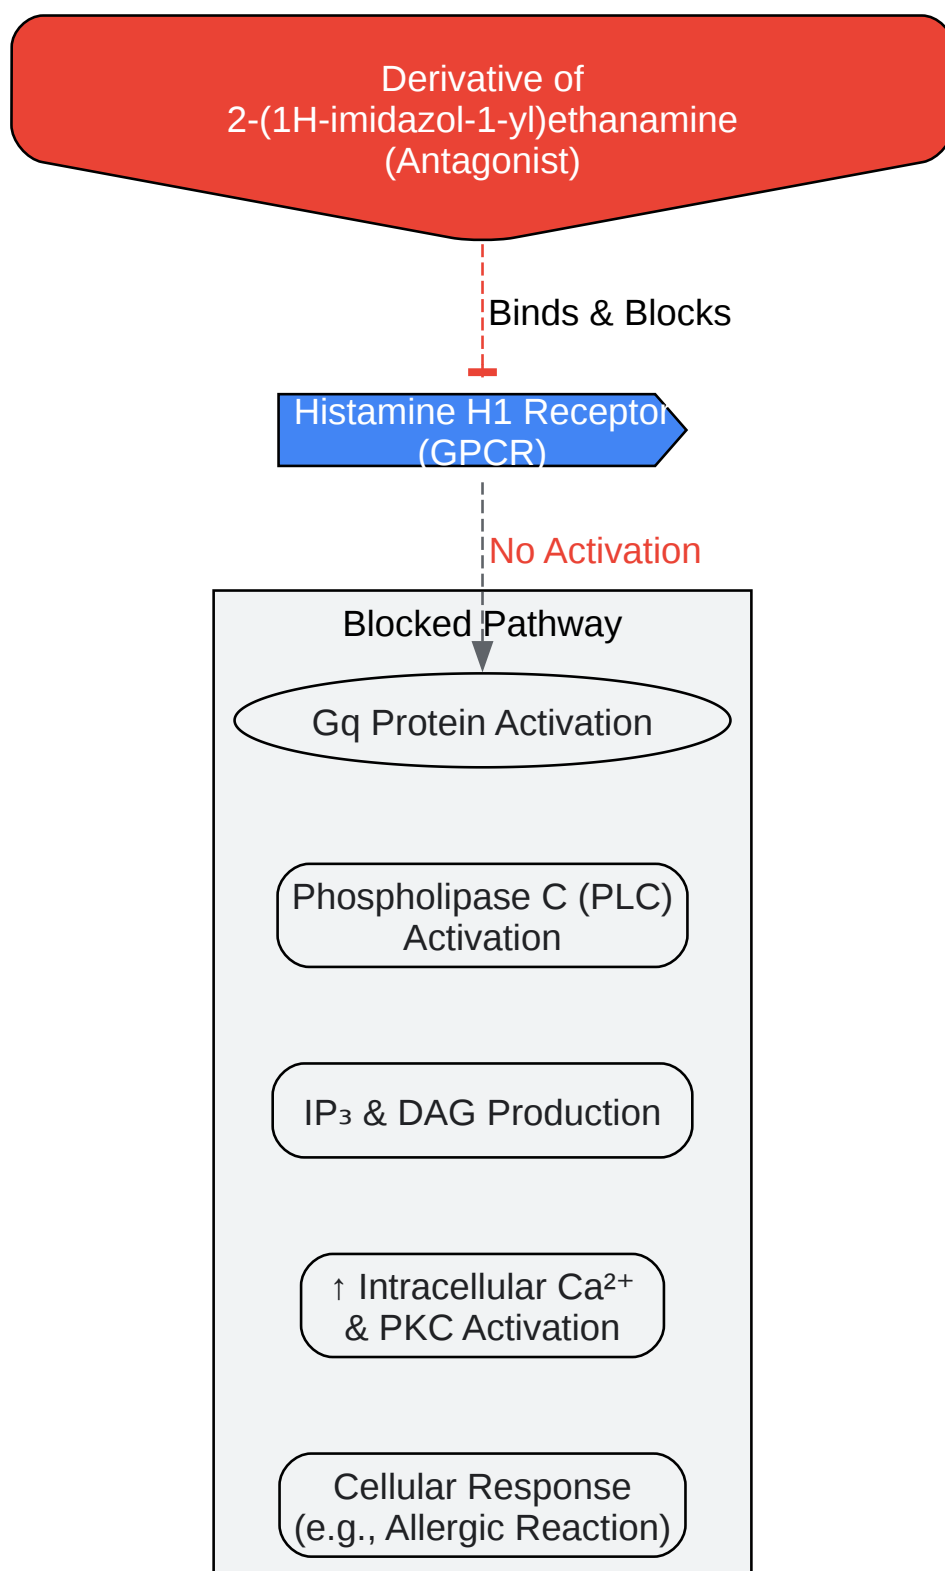 Derivative of
2-(1H-imidazol-1-yl)ethanamine
(Antagonist)
Binds & Blocks
Histamine H1 Receptor
(GPCR)
No Activation
Blocked Pathway
Gq Protein Activation
Phospholipase C (PLC)
Activation
IP₃ & DAG Production
↑ Intracellular Ca²⁺
& PKC Activation
Cellular Response
(e.g., Allergic Reaction)